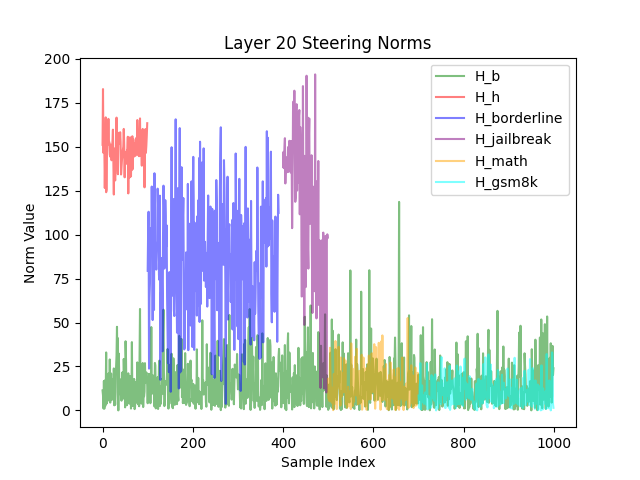 Layer 20 Steering Norms
200
175
150
125
100
75
50
25
0
Norm Value
0
200
400
600
800
1000
Sample Index
H_b
H_h
H_borderline
H_jailbreak
H_math
H_gsm8k